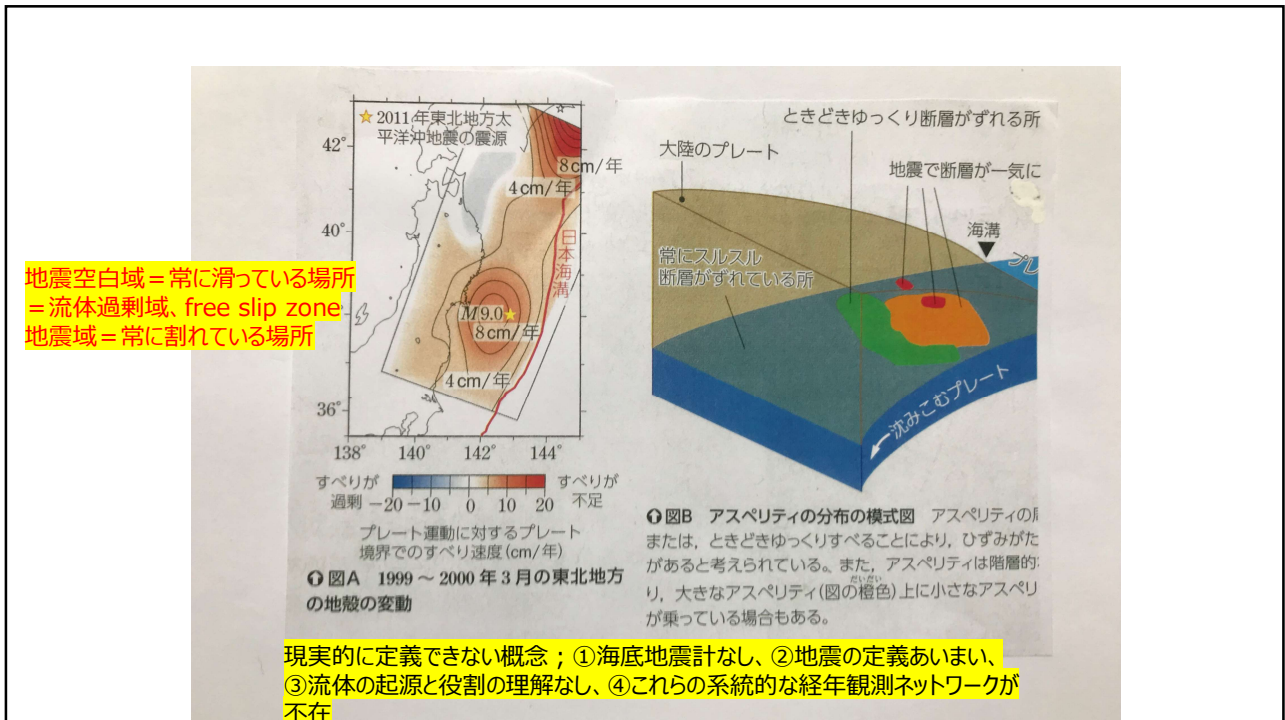 地震空白域＝常に滑っている場所
＝流体過剰域、free slip zone
地震域＝常に割れている場所
☆ 2011年東北地方太
平洋沖地震の震源
42°
40°
36°
8cm/年
4cm/年
日本海溝
M9.0
8cm/年
4cm/年
138° 140° 142° 144°
すべりが
過剰
−20 −10 0 10 20
すべりが
不足
プレート運動に対するプレート
境界でのすべり速度(cm/年)
図A 1999～2000年3月の東北地方
の地殻の変動
ときどきゆっくり断層がずれる所
大陸のプレート
地震で断層が一気に
海溝
プレ
常にスルスル
断層がずれている所
沈みこむプレート
図B アスペリティの分布の模式図 アスペリティの
または，ときどきゆっくりすべることにより，ひずみがた
があると考えられている。また，アスペリティは階層的
り，大きなアスペリティ(図の橙色)上に小さなアスペリ
だいだい
が乗っている場合もある。
現実的に定義できない概念；①海底地震計なし、②地震の定義あいまい、
③流体の起源と役割の理解なし、④これらの系統的な経年観測ネットワークが
不在